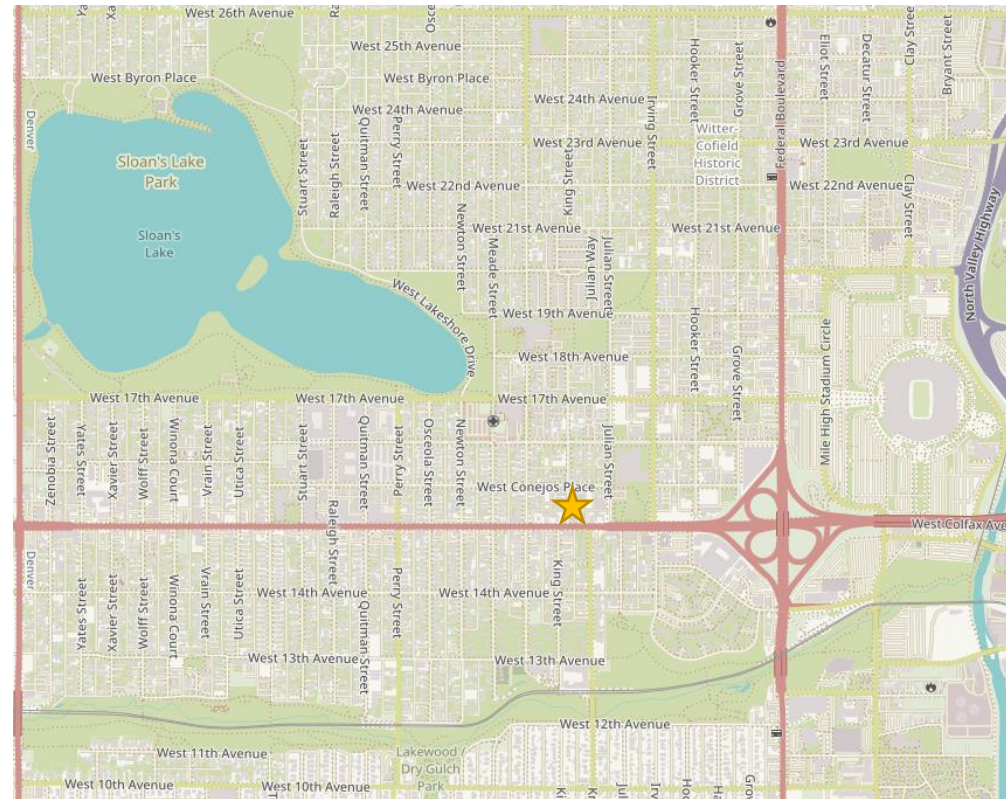 West 26th Avenue
West 25th Avenue
West Byron Place
West Byron Place
West 24th Avenue
West 24th Avenue
West 23rd Avenue
West 23rd Avenue
West 22nd Avenue
West 22nd Avenue
West 21st Avenue
West 21st Avenue
Hooker Street
Grove Street
Eliot Street
Decatur Street
Clay Street
Bryant Street
Denver
Sloan's Lake
Park
Sloan's
Lake
Stuart Street
Raleigh Street
Quitman Street
Perry Street
Irving Street
King Street
Witter-
Cofield
Historic
District
Federal Boulevard
Clay Street
Newton Street
Meade Street
Julian Way
Julian Street
North Valley Highway
West Lakeshore Drive
West 19th Avenue
West 18th Avenue
Hooker Street
Grove Street
Mile High Stadium Circle
West 17th Avenue
West 17th Avenue
West 17th Avenue
Zenobia Street
Yates Street
Xavier Street
Wolff Street
Winona Court
Vrain Street
Utica Street
Stuart Street
Quitman Street
Perry Street
Osceola Street
Newton Street
Julian Street
West Conejos Place
Raleigh Street
West Colfax Ave
Denver
Yates Street
Xavier Street
Wolff Street
Winona Court
Vrain Street
Utica Street
West 14th Avenue
Quitman Street
Perry Street
West 14th Avenue
King Street
West 13th Avenue
West 13th Avenue
West 12th Avenue
West 11th Avenue
Lakewood /
Dry Gulch
Park
West 10th Avenue
West 10th Avenue